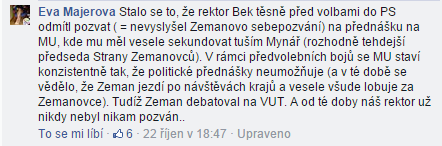 Eva Majerova Stalo se to, že rektor Bek těsně před volbami do PS
odmítl pozvat ( = nevyslyšel Zemanovo sebepozvání) na přednášku na
MU, kde mu měl vesele sekundovat tuším Mynář (rozhodně tehdejší
předseda Strany Zemanovců). V rámci předvolebních bojů se MU staví
konzistentně tak, že politické přednášky neumožňuje (a v té době se
vědělo, že Zeman jezdí po návštěvách krajů a vesele všude lobuje za
Zemanovce). Tudíž Zeman debatoval na VUT. A od té doby náš rektor už
nikdy nebyl nikam pozván..
To se mi líbí · 6 · 22 říjen v 18:47 · Upraveno